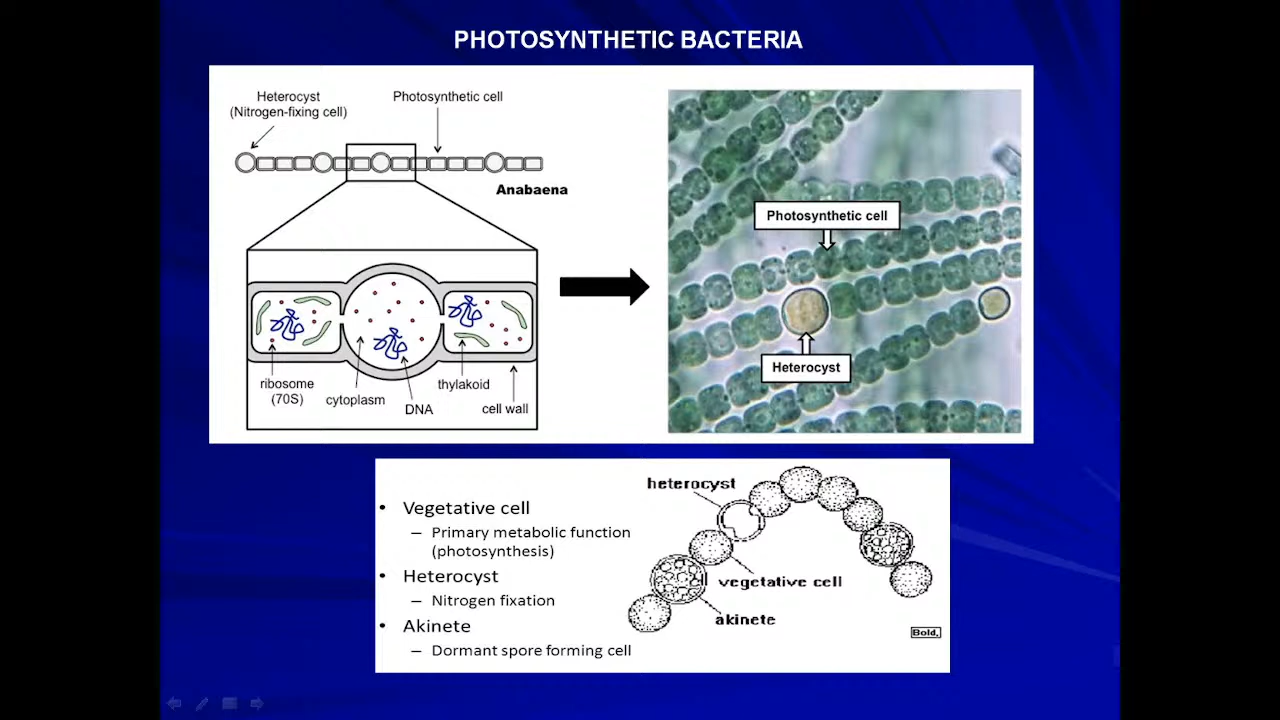 PHOTOSYNTHETIC BACTERIA
Heterocyst
(Nitrogen-fixing cell)
Photosynthetic cell
Anabaena
ribosome
(70S)
cytoplasm
DNA
thylakoid
cell wall
Photosynthetic cell
Heterocyst
• Vegetative cell
– Primary metabolic function
(photosynthesis)
• Heterocyst
– Nitrogen fixation
• Akinete
– Dormant spore forming cell
heterocyst
vegetative cell
akinete
Bold,